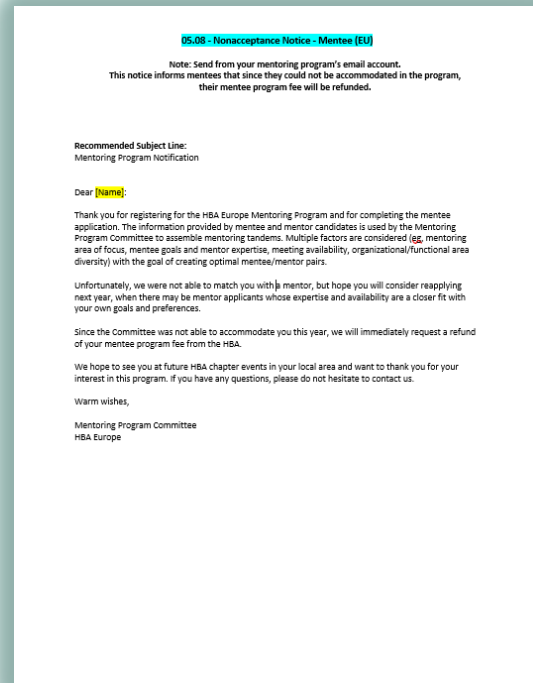 05.08 - Nonacceptance Notice - Mentee (EU)
Note: Send from your mentoring program's email account.
This notice informs mentees that since they could not be accommodated in the program,
their mentee program fee will be refunded.
Recommended Subject Line:
Mentoring Program Notification
Dear [Name]:
Thank you for registering for the HBA Europe Mentoring Program and for completing the mentee
application. The information provided by mentee and mentor candidates is used by the Mentoring
Program Committee to assemble mentoring tandems. Multiple factors are considered (eg, mentoring
area of focus, mentee goals and mentor expertise, meeting availability, organizational/functional area
diversity) with the goal of creating optimal mentee/mentor pairs.
Unfortunately, we were not able to match you with a mentor, but hope you will consider reapplying
next year, when there may be mentor applicants whose expertise and availability are a closer fit with
your own goals and preferences.
Since the Committee was not able to accommodate you this year, we will immediately request a refund
of your mentee program fee from the HBA.
We hope to see you at future HBA chapter events in your local area and want to thank you for your
interest in this program. If you have any questions, please do not hesitate to contact us.
Warm wishes,
Mentoring Program Committee
HBA Europe